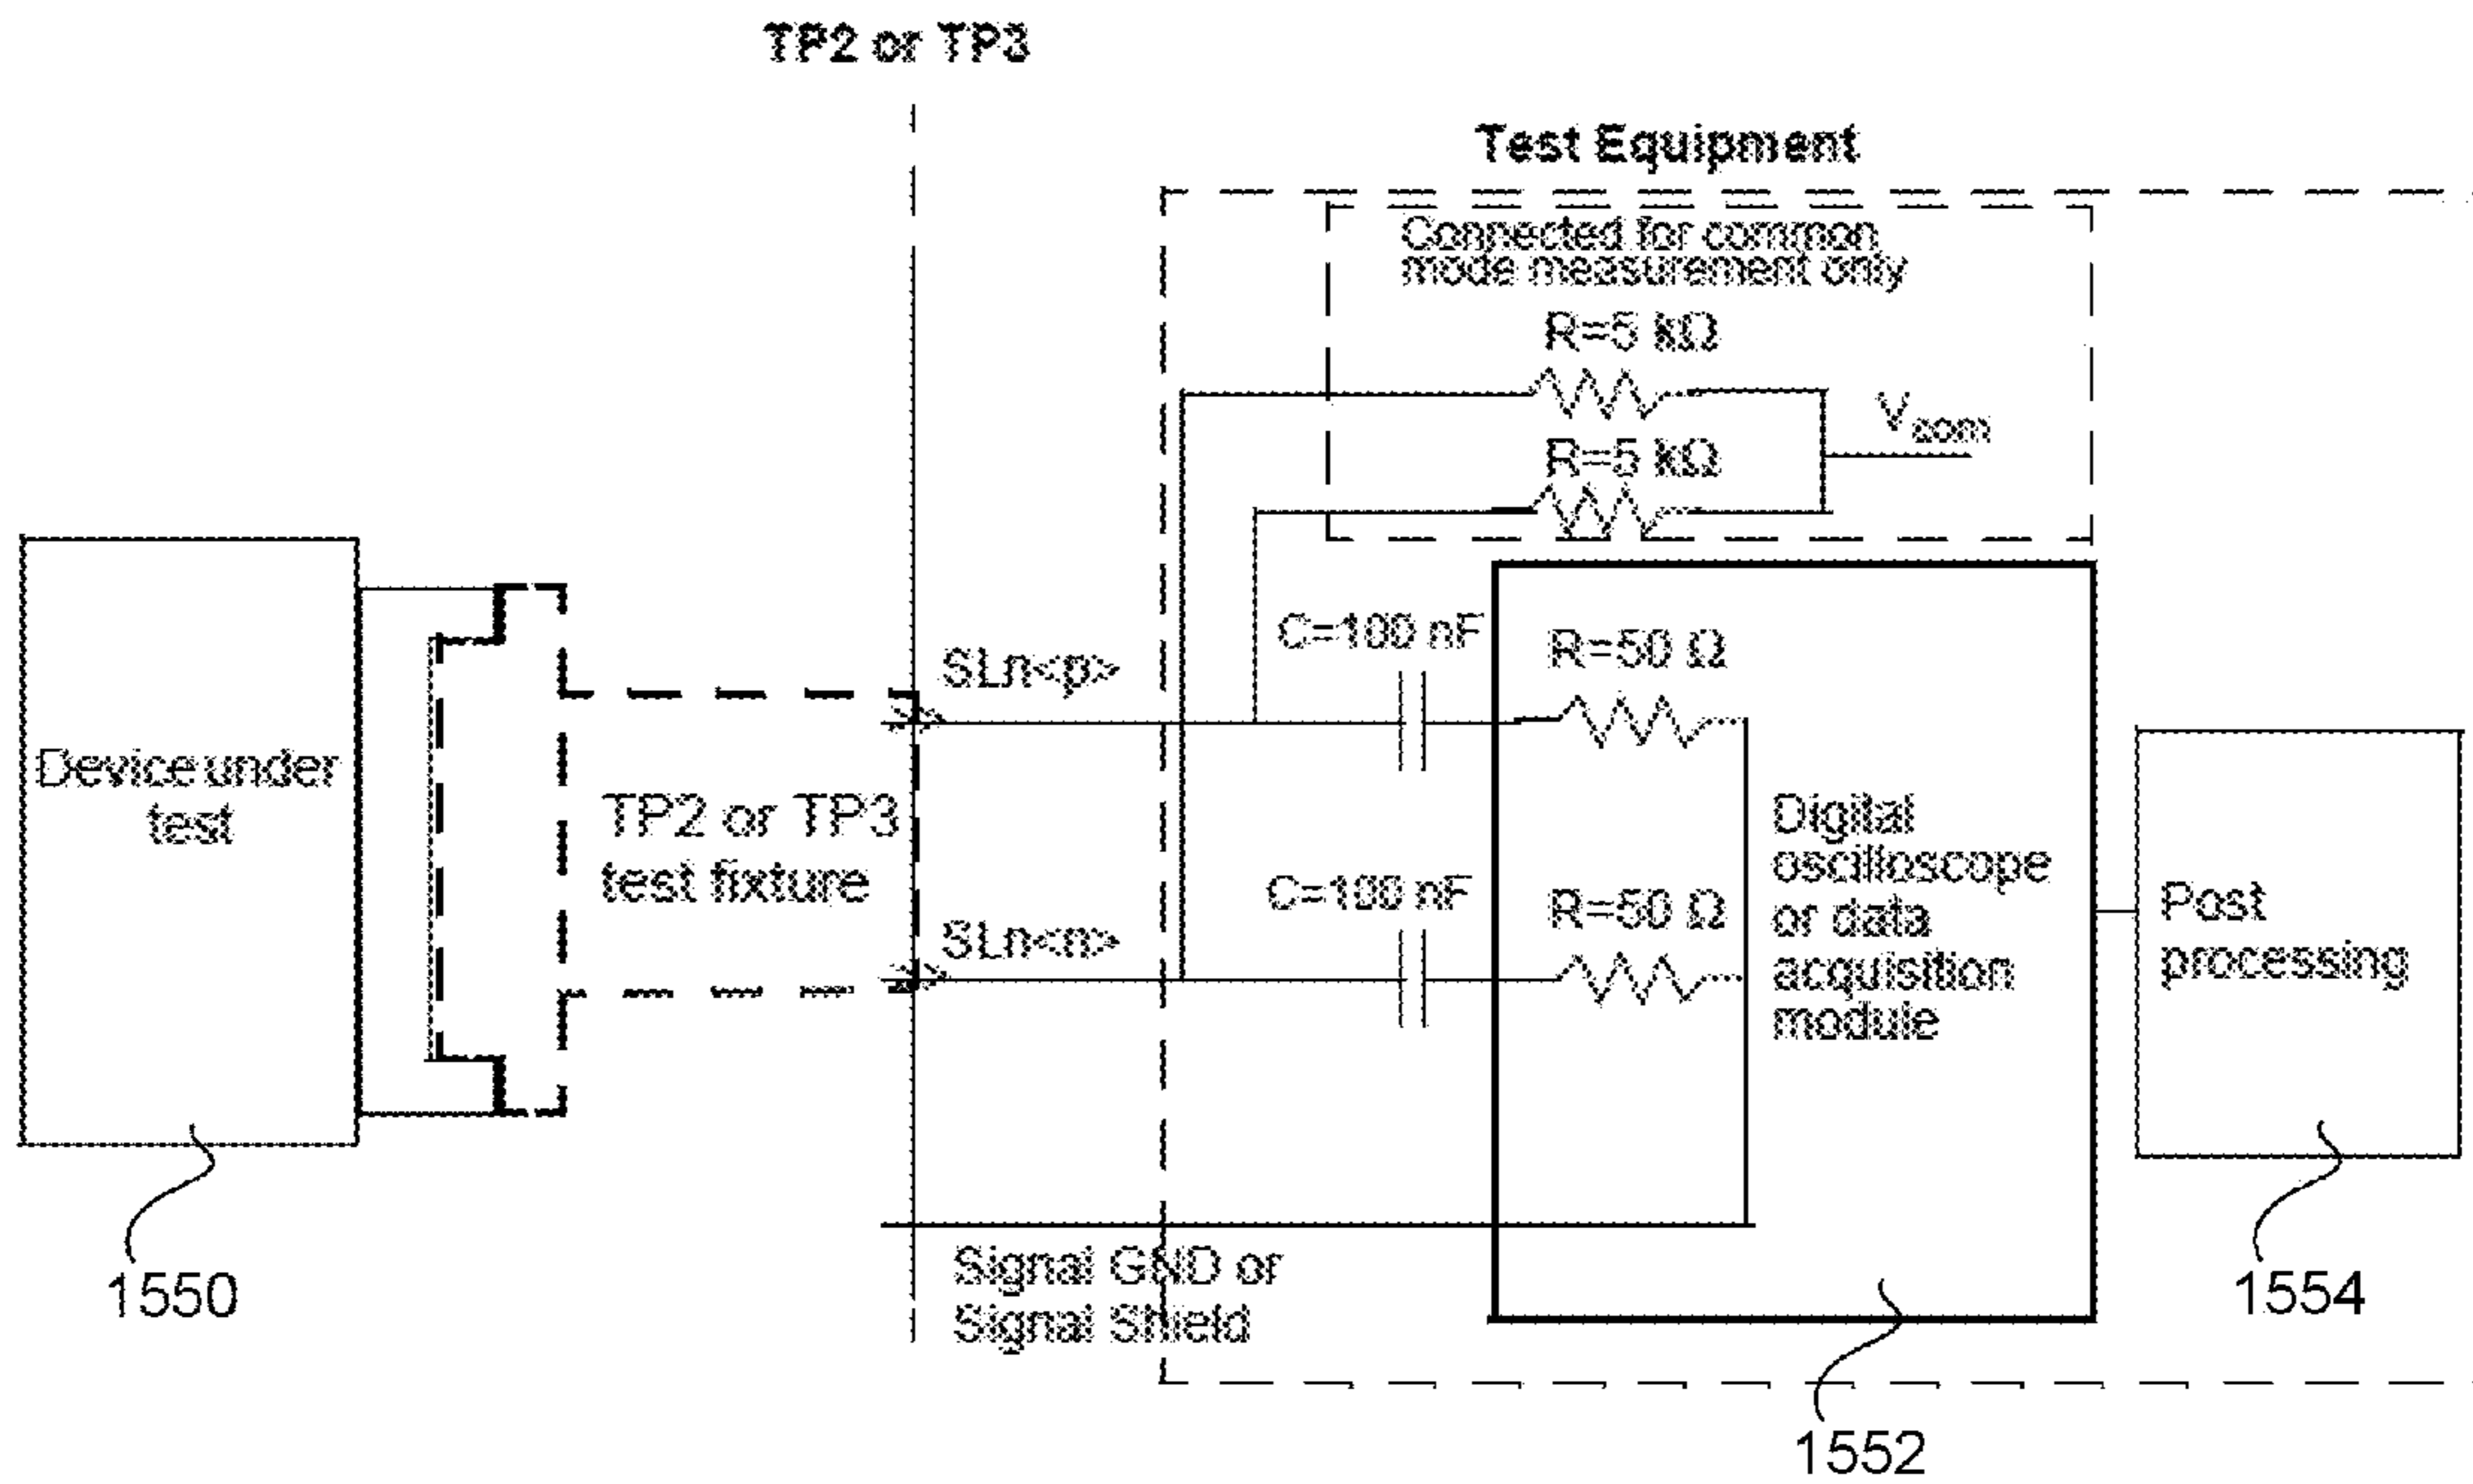 TP2 or TP3
Test Equipment
Connected for common
mode measurement only
R=5 kΩ
V_com
R=5 kΩ
C=100 nF
R=50 Ω
SLn<p>
Device under
test
TP2 or TP3
test fixture
Digital
oscilloscope
or data
acquisition
module
C=100 nF
R=50 Ω
SLn<n>
Post
processing
Signal GND or
Signal Shield
1550
1554
1552